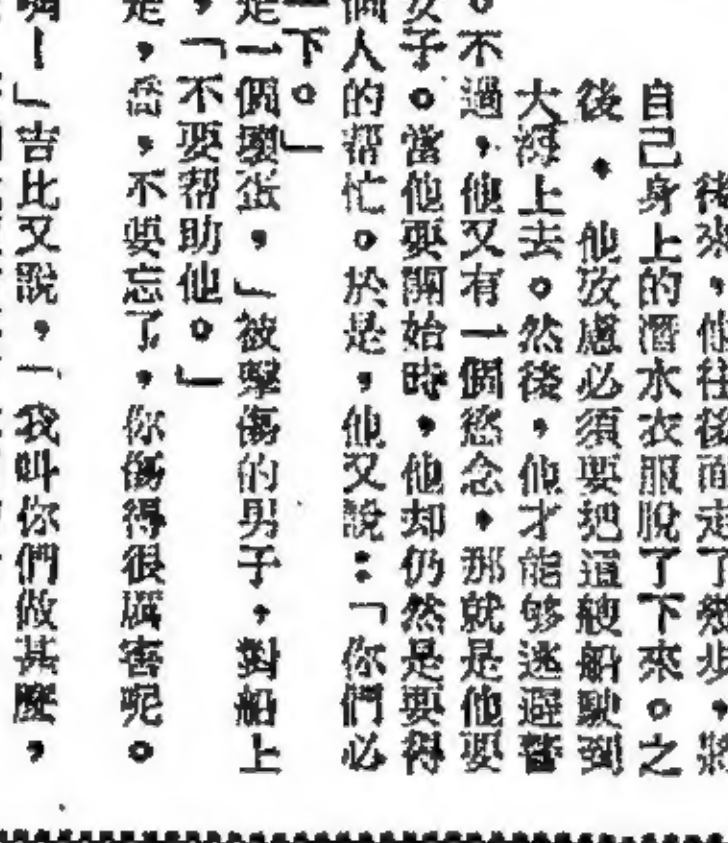 後來，他往後面走了幾步，將
自己身上的潛水衣服脫了下來。之
後，他攷慮必須要把這艘船駛到
大海上去。然後，他才能够逃避警
。不過，他又有一個慾念，那就是他要
女子。當他要開始時，他却仍然是要得
個人的幫忙。於是，他又說：「你們必
一下。」
是一個壞蛋，」被擊傷的男子，對船上
，「不要帮助他。」
是，喬，不要忘了，你傷得很厲害呢。
啊！」吉比又說，「我叫你們做甚麼，